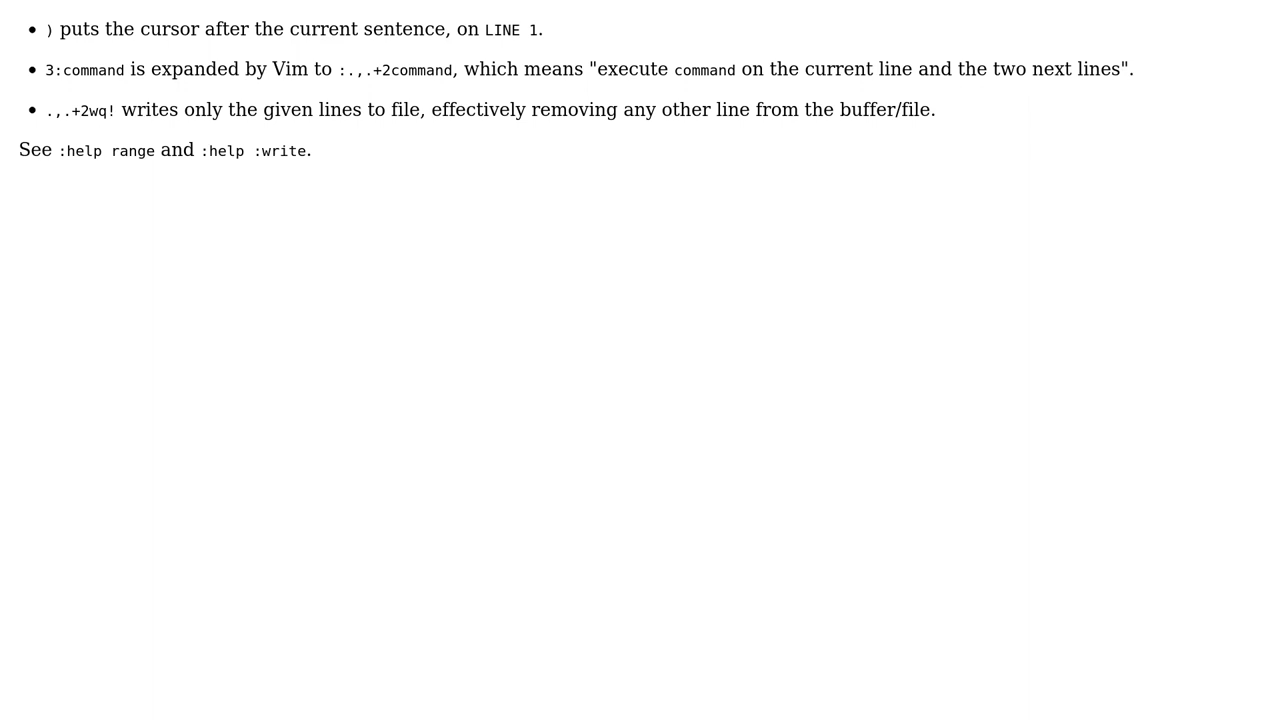 • ) puts the cursor after the current sentence, on LINE 1.
• 3:command is expanded by Vim to :.,.+2command, which means "execute command on the current line and the two next lines".
• .,.+2wq! writes only the given lines to file, effectively removing any other line from the buffer/file.
See :help range and :help :write.